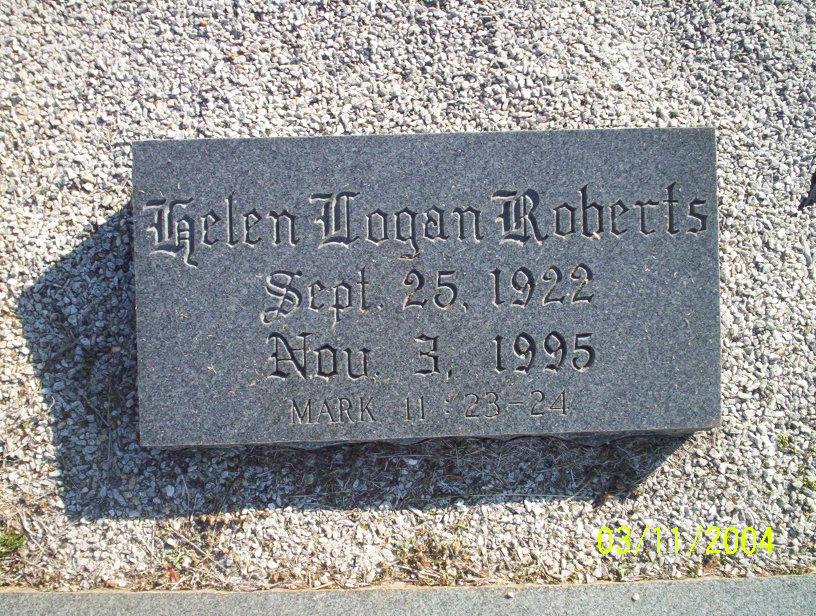 Helen Logan Roberts
Sept. 25, 1922
Nov. 3, 1995
MARK 11:23-24
03/11/2004